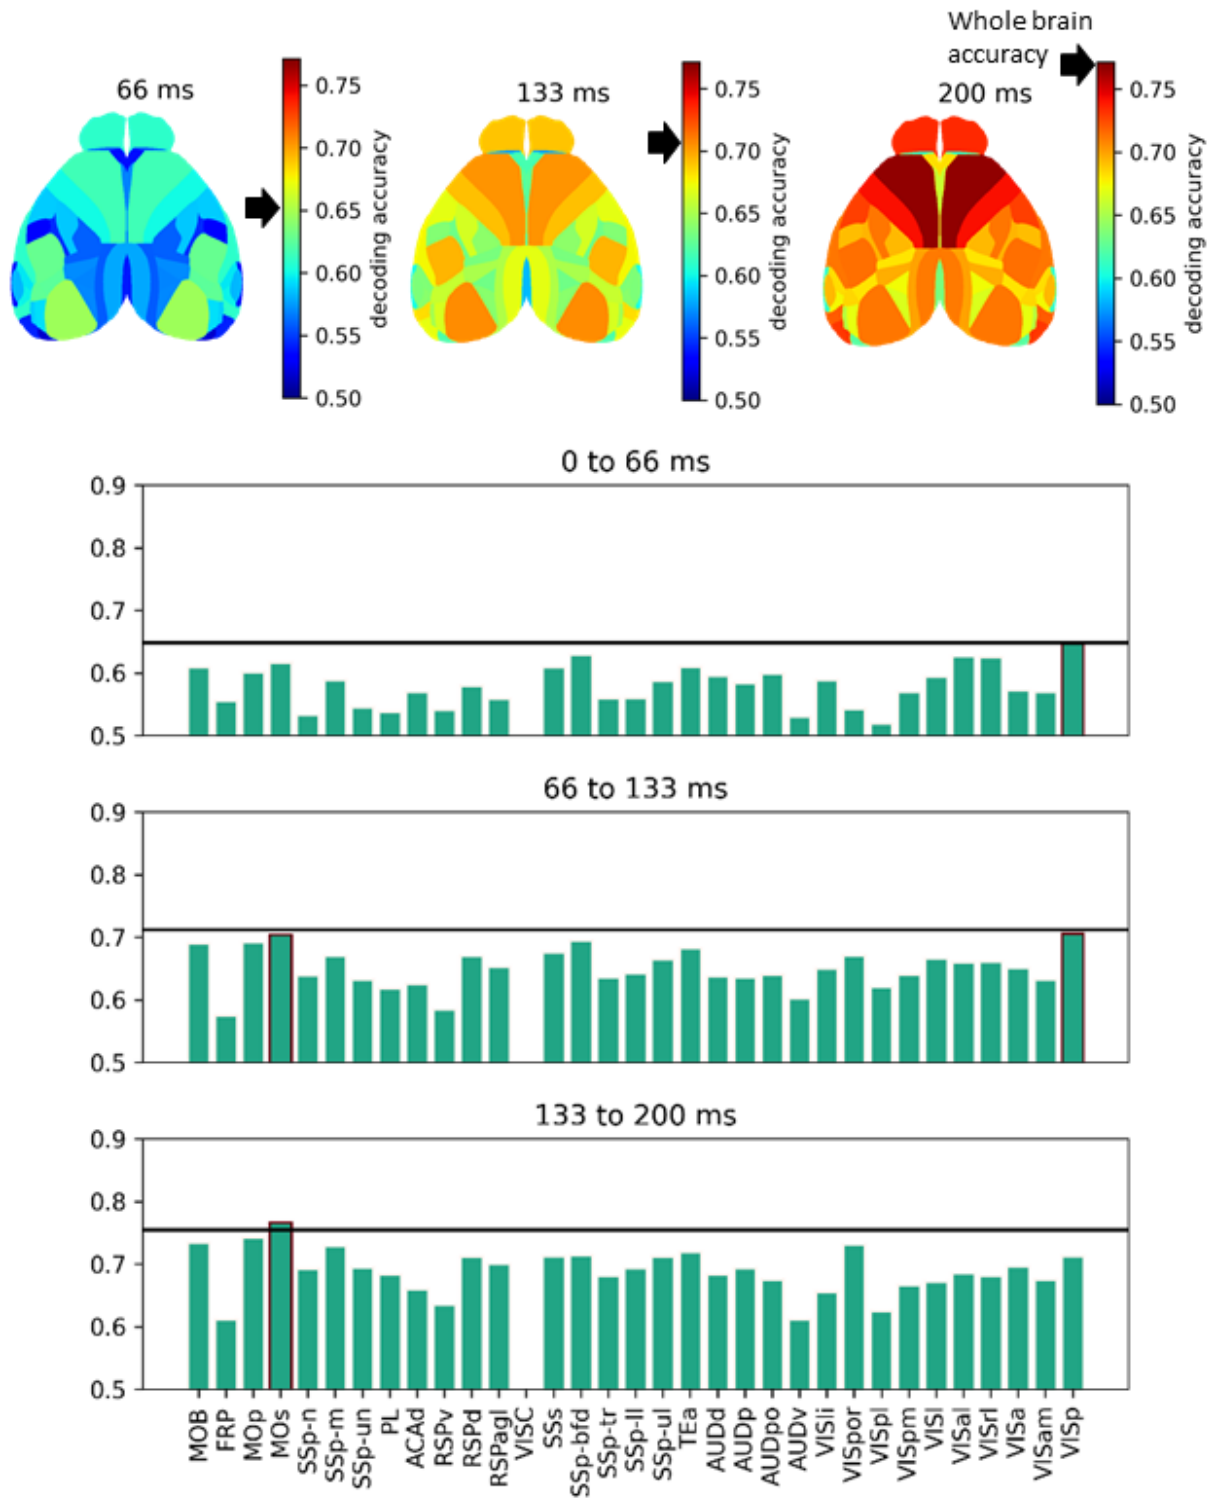 Whole brain
accuracy
66 ms
133 ms
200 ms
0.75
0.70
0.65
0.60
0.55
0.50
decoding accuracy
0.75
0.70
0.65
0.60
0.55
0.50
decoding accuracy
0.75
0.70
0.65
0.60
0.55
0.50
decoding accuracy
0 to 66 ms
0.9
0.8
0.7
0.6
0.5
66 to 133 ms
0.9
0.8
0.7
0.6
0.5
133 to 200 ms
0.9
0.8
0.7
0.6
0.5
MOB
FRP
MOp
MOs
SSp-n
SSp-m
SSp-un
PL
ACAd
RSPv
RSPd
RSPagl
VISC
SSs
SSp-bfd
SSp-tr
SSp-ll
SSp-ul
TEa
AUDd
AUDp
AUDpo
AUDv
VISli
VISpor
VISpl
VISpm
VISl
VISal
VISrl
VISa
VISam
VISp